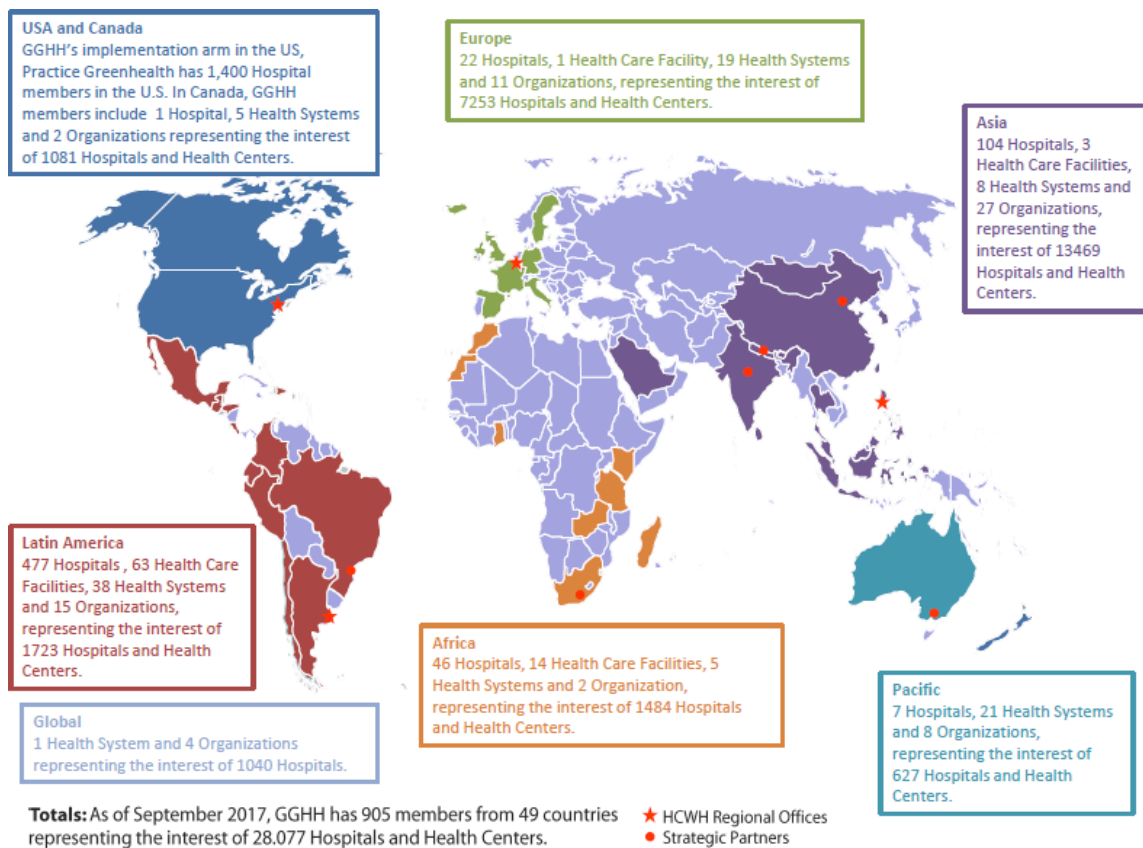 USA and Canada
GGHH's implementation arm in the US,
Practice Greenhealth has 1,400 Hospital
members in the U.S. In Canada, GGHH
members include  1 Hospital, 5 Health Systems
and 2 Organizations representing the interest
of 1081 Hospitals and Health Centers.
Europe
22 Hospitals, 1 Health Care Facility, 19 Health Systems
and 11 Organizations, representing the interest of
7253 Hospitals and Health Centers.
Asia
104 Hospitals, 3
Health Care Facilities,
8 Health Systems and
27 Organizations,
representing the
interest of 13469
Hospitals and Health
Centers.
Latin America
477 Hospitals , 63 Health Care
Facilities, 38 Health Systems
and 15 Organizations,
representing the interest of
1723 Hospitals and Health
Centers.
Africa
46 Hospitals, 14 Health Care Facilities, 5
Health Systems and 2 Organization,
representing the interest of 1484 Hospitals
and Health Centers.
Pacific
7 Hospitals, 21 Health Systems
and 8 Organizations,
representing the interest of
627 Hospitals and Health
Centers.
Global
1 Health System and 4 Organizations
representing the interest of 1040 Hospitals.
Totals: As of September 2017, GGHH has 905 members from 49 countries
representing the interest of 28.077 Hospitals and Health Centers.
HCWH Regional Offices
Strategic Partners